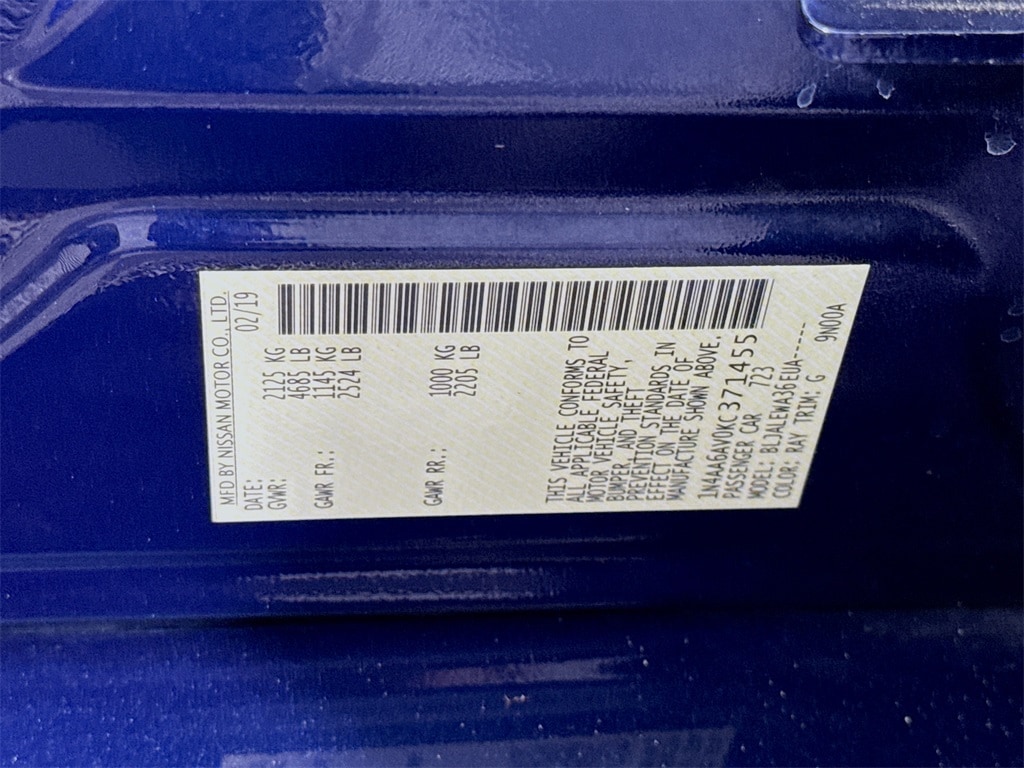 MFD BY NISSAN MOTOR CO., LTD.
DATE: 02/19
GVWR: 2125 KG
4685 LB
GAWR FR.: 1145 KG
2524 LB
GAWR RR.: 1000 KG
2205 LB
THIS VEHICLE CONFORMS TO
ALL APPLICABLE FEDERAL
MOTOR VEHICLE SAFETY,
BUMPER, AND THEFT
PREVENTION STANDARDS IN
EFFECT ON THE DATE OF
MANUFACTURE SHOWN ABOVE.
1N4AA6AV0KC371455
PASSENGER CAR 723
MODEL: BLJALEWA36EUA-----
COLOR: RAY TRIM: G 9N00A